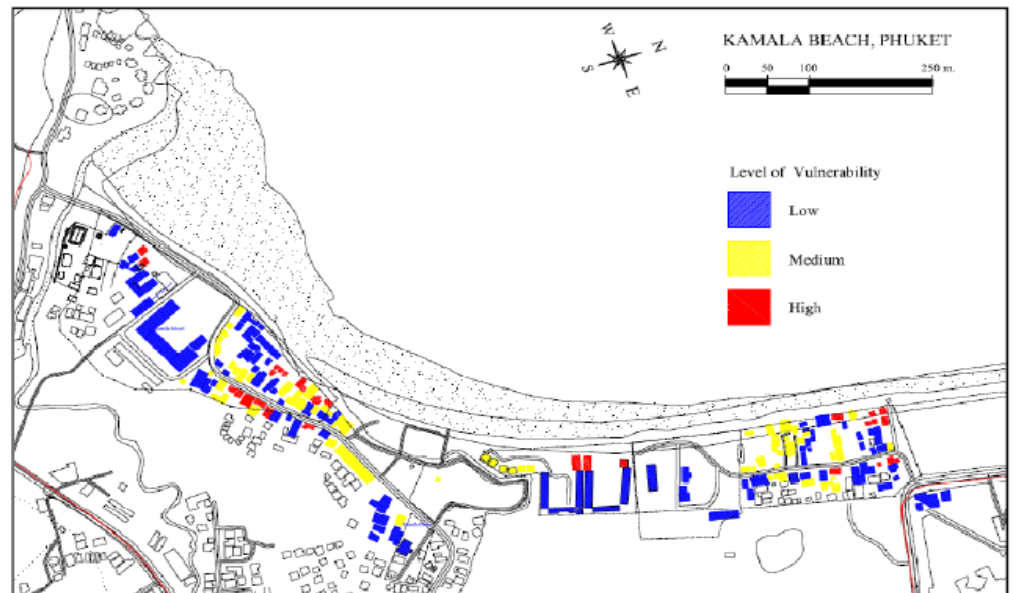 W
N
S
E
KAMALA BEACH, PHUKET
0 50 100 250 m.
Level of Vulnerability
Low
Medium
High